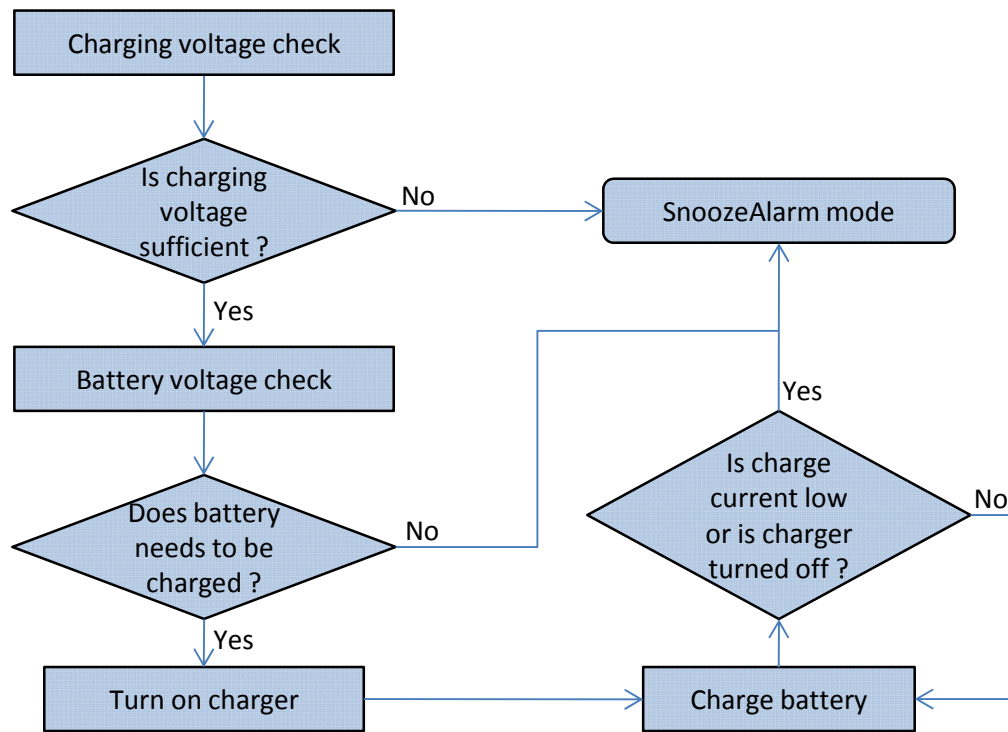 Charging voltage check
Is charging
voltage
sufficient ?
No
SnoozeAlarm mode
Yes
Battery voltage check
Yes
Is charge
current low
or is charger
turned off ?
No
Does battery
needs to be
charged ?
No
Yes
Turn on charger
Charge battery